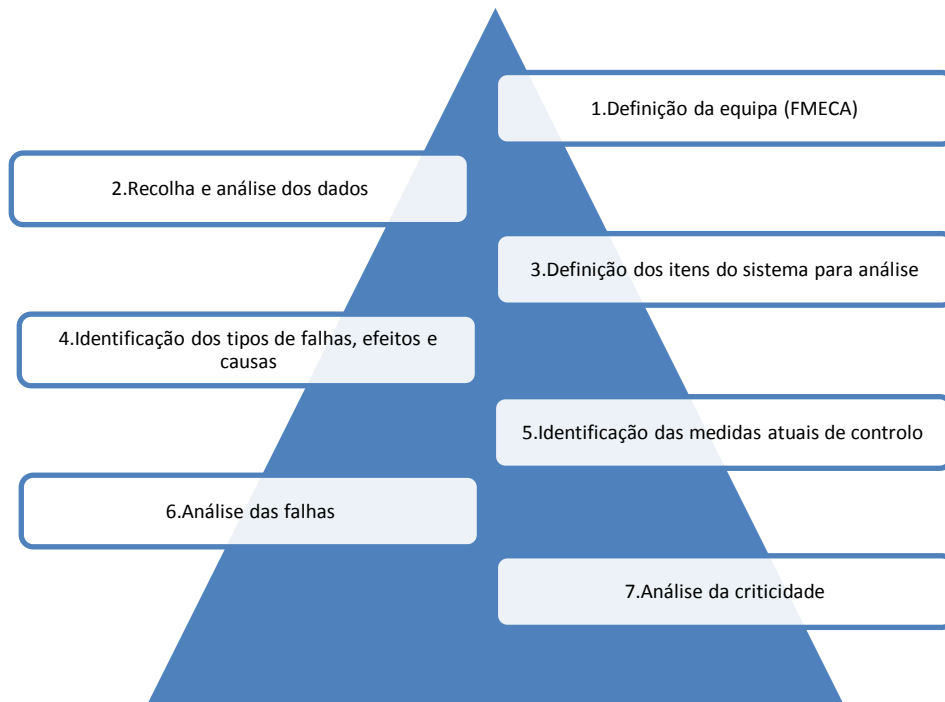 1.Definição da equipa (FMECA)
2.Recolha e análise dos dados
3.Definição dos itens do sistema para análise
4.Identificação dos tipos de falhas, efeitos e
causas
5.Identificação das medidas atuais de controlo
6.Análise das falhas
7.Análise da criticidade